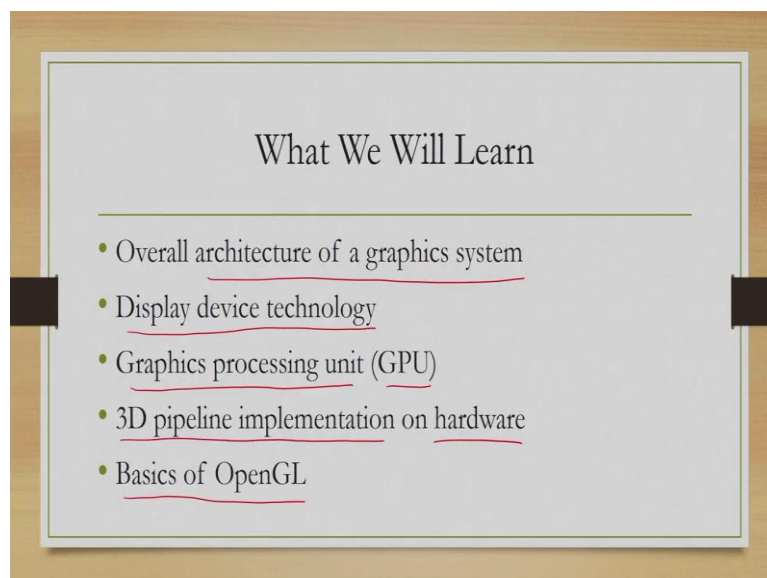 What We Will Learn
• Overall architecture of a graphics system
• Display device technology
• Graphics processing unit (GPU)
• 3D pipeline implementation on hardware
• Basics of OpenGL